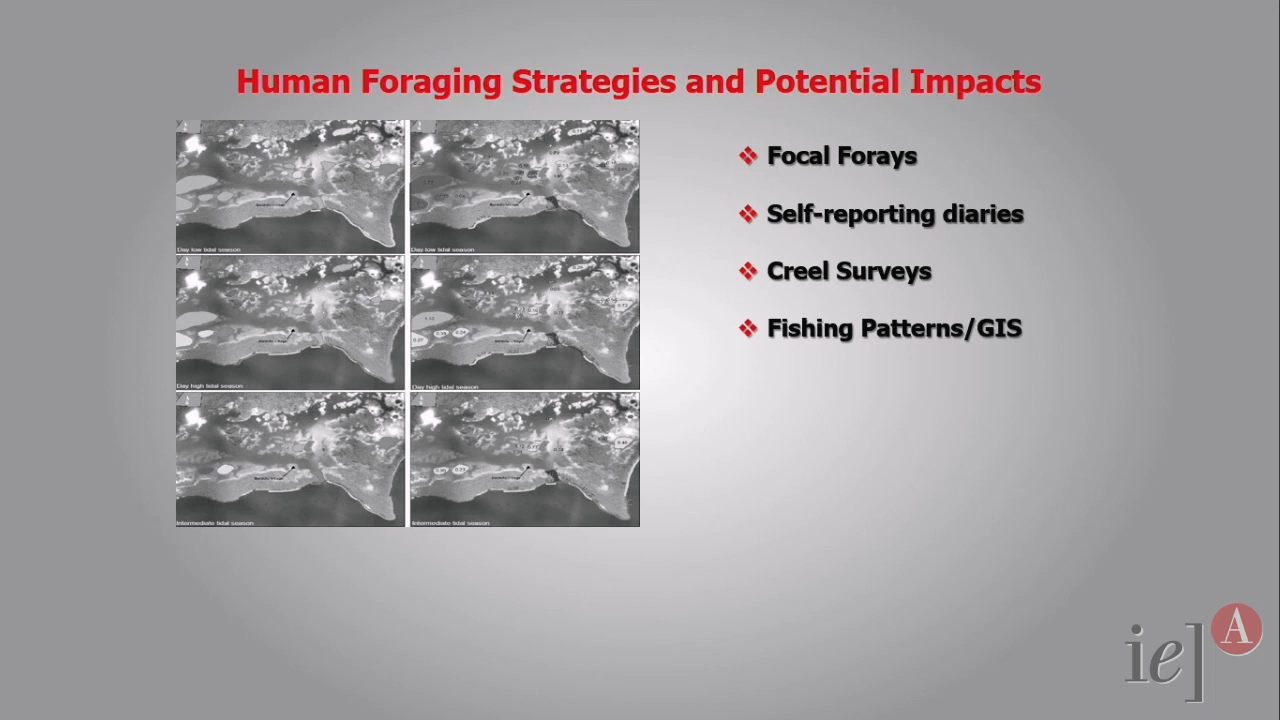 Human Foraging Strategies and Potential Impacts
Focal Forays
Self-reporting diaries
Creel Surveys
Fishing Patterns/GIS
Day low tidal season
Day low tidal season
Day high tidal season
Day high tidal season
Intermediate tidal season
Intermediate tidal season
ie]
A